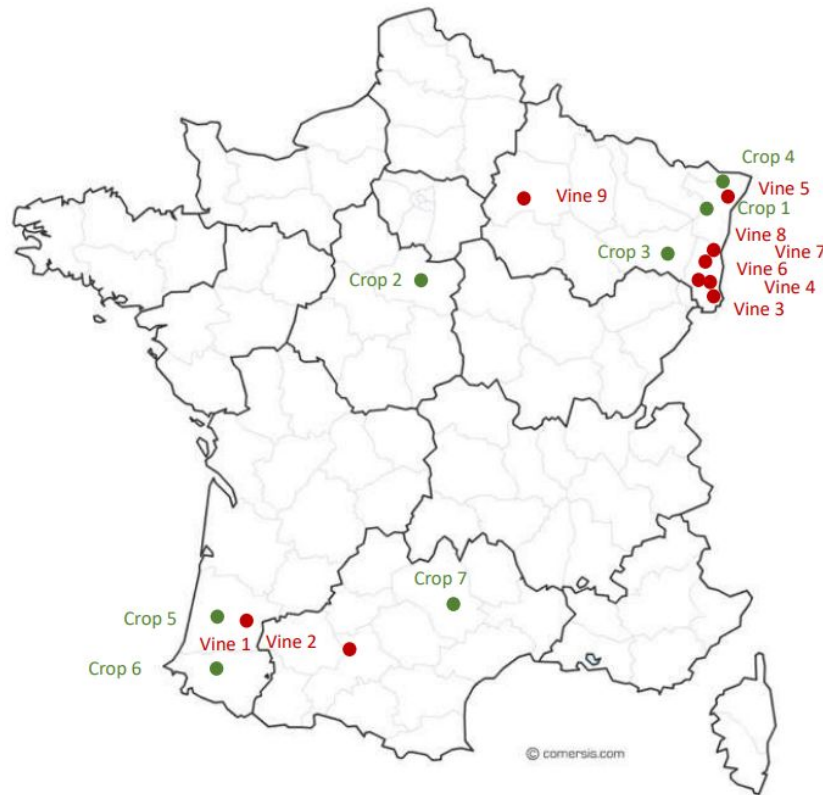 Crop 4
Vine 5
Vine 9
Crop 1
Vine 8
Crop 3
Vine 7
Vine 6
Crop 2
Vine 4
Vine 3
Crop 7
Crop 5
Vine 1
Vine 2
Crop 6
© comersis.com